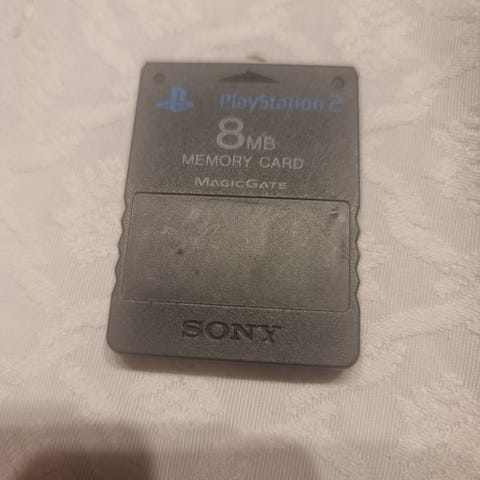 PlayStation 2
8MB
MEMORY CARD
MAGICGATE
SONY